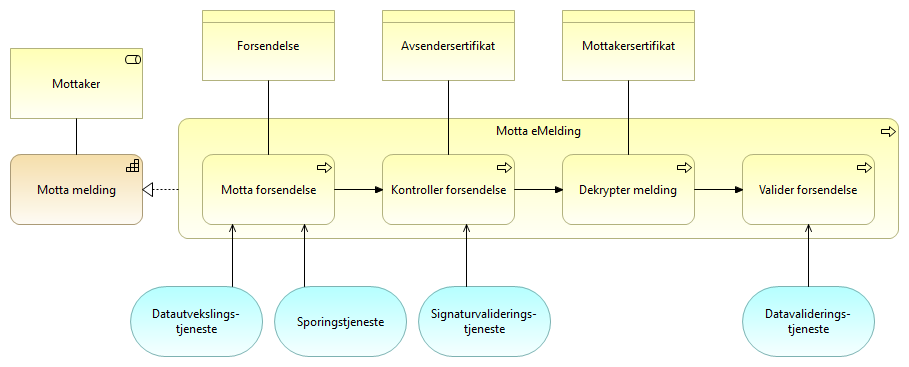 Forsendelse
Avsendersertifikat
Mottakersertifikat
Mottaker
Motta eMelding
Motta melding
Motta forsendelse
Kontroller forsendelse
Dekrypter melding
Valider forsendelse
Datautvekslings-
tjeneste
Sporingstjeneste
Signaturvaliderings-
tjeneste
Datavaliderings-
tjeneste